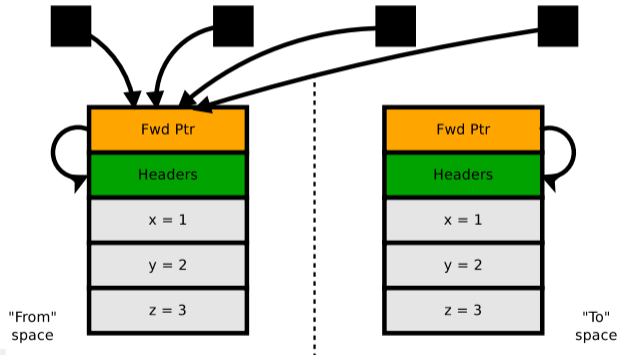 Fwd Ptr
Headers
x = 1
y = 2
z = 3
"From"
space
Fwd Ptr
Headers
x = 1
y = 2
z = 3
"To"
space